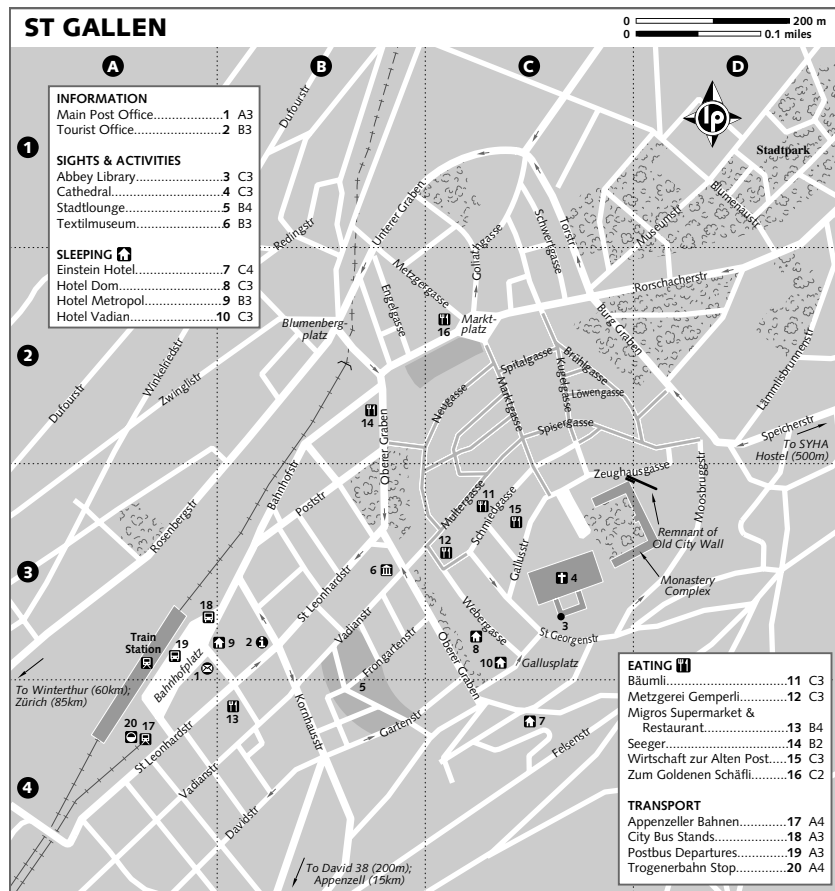 ST GALLEN
0 200 m
0 0.1 miles
A
B
C
D
1
2
3
4
INFORMATION
Main Post Office.......................1 A3
Tourist Office...........................2 B3
SIGHTS & ACTIVITIES
Abbey Library...........................3 C3
Cathedral.................................4 C3
Stadtlounge..............................5 B4
Textilmuseum...........................6 B3
SLEEPING
Einstein Hotel...........................7 C4
Hotel Dom...............................8 C3
Hotel Metropol.........................9 B3
Hotel Vadian...........................10 C3
lp
Stadtpark
Dufourstr
Redingstr
Unterer Graben
Metzgergasse
Engelgasse
Goliathgasse
Schwertgasse
Torstr
Museumstr
Blumenaustr
Rorschacherstr
Burg Graben
Lämmlisbrunnenstr
Blumenberg-
platz
16
Markt-
platz
Winkelriedstr
Zwinglistr
Dufourstr
14
Oberer Graben
Neugasse
Spitalgasse
Marktgasse
Kugelgasse
Brühlgasse
Löwengasse
Spisergasse
Speicherstr
To SYHA
Hostel (500m)
Zeughausgasse
Moosbruggstr
Bahnhofstr
Poststr
Rosenbergstr
Multergasse
11
Schmiedgasse
15
12
Gallusstr
Remnant of
Old City Wall
Monastery
Complex
6
4
3
St Leonhardstr
Vadianstr
Frongartenstr
5
Webergasse
8
10
St Georgenstr
Gallusplatz
Oberer Graben
18
Train
Station
19
9
2
1
Bahnhofplatz
To Winterthur (60km);
Zürich (85km)
20
17
13
Kornhausstr
Gartenstr
7
Felsenstr
St Leonhardstr
Vadianstr
Davidstr
To David 38 (200m);
Appenzell (15km)
EATING
Bäumli....................................11 C3
Metzgerei Gemperli................12 C3
Migros Supermarket &
Restaurant..........................13 B4
Seeger....................................14 B2
Wirtschaft zur Alten Post........15 C3
Zum Goldenen Schäfli............16 C2
TRANSPORT
Appenzeller Bahnen................17 A4
City Bus Stands.......................18 A3
Postbus Departures.................19 A3
Trogenerbahn Stop.................20 A4